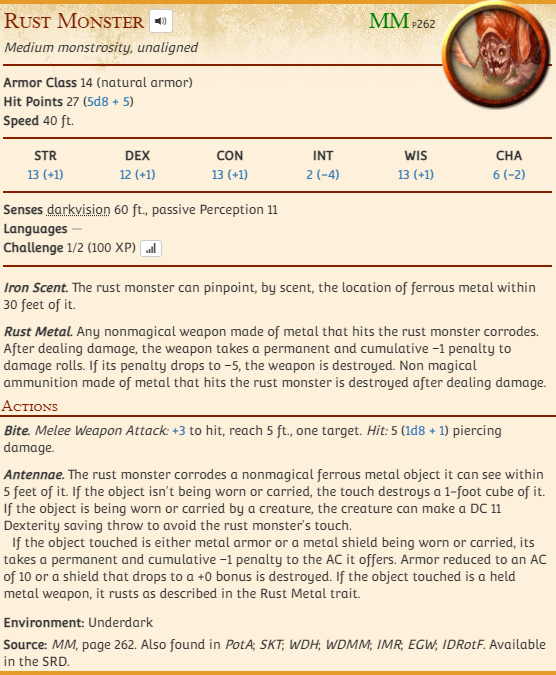 Rust Monster MM P262
Medium monstrosity, unaligned
Armor Class 14 (natural armor)
Hit Points 27 (5d8 + 5)
Speed 40 ft.
STR DEX CON INT WIS CHA
13 (+1) 12 (+1) 13 (+1) 2 (−4) 13 (+1) 6 (−2)
Senses darkvision 60 ft., passive Perception 11
Languages —
Challenge 1/2 (100 XP)
Iron Scent. The rust monster can pinpoint, by scent, the location of ferrous metal within
30 feet of it.
Rust Metal. Any nonmagical weapon made of metal that hits the rust monster corrodes.
After dealing damage, the weapon takes a permanent and cumulative −1 penalty to
damage rolls. If its penalty drops to −5, the weapon is destroyed. Non magical
ammunition made of metal that hits the rust monster is destroyed after dealing damage.
Actions
Bite. Melee Weapon Attack: +3 to hit, reach 5 ft., one target. Hit: 5 (1d8 + 1) piercing
damage.
Antennae. The rust monster corrodes a nonmagical ferrous metal object it can see within
5 feet of it. If the object isn't being worn or carried, the touch destroys a 1-foot cube of it.
If the object is being worn or carried by a creature, the creature can make a DC 11
Dexterity saving throw to avoid the rust monster's touch.
If the object touched is either metal armor or a metal shield being worn or carried, its
takes a permanent and cumulative −1 penalty to the AC it offers. Armor reduced to an AC
of 10 or a shield that drops to a +0 bonus is destroyed. If the object touched is a held
metal weapon, it rusts as described in the Rust Metal trait.
Environment: Underdark
Source: MM, page 262. Also found in PotA; SKT; WDH; WDMM; IMR; EGW; IDRotF. Available
in the SRD.